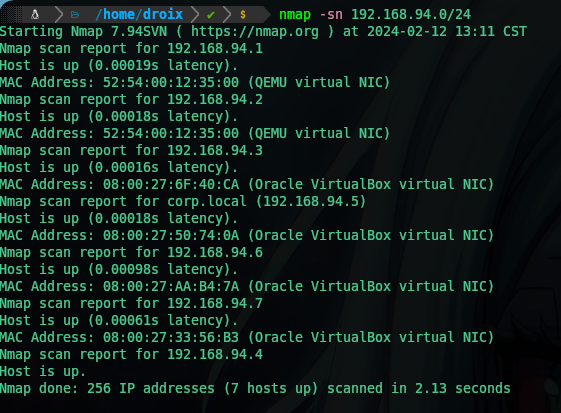 /home/droix ✔ $ nmap -sn 192.168.94.0/24
Starting Nmap 7.94SVN ( https://nmap.org ) at 2024-02-12 13:11 CST
Nmap scan report for 192.168.94.1
Host is up (0.00019s latency).
MAC Address: 52:54:00:12:35:00 (QEMU virtual NIC)
Nmap scan report for 192.168.94.2
Host is up (0.00018s latency).
MAC Address: 52:54:00:12:35:00 (QEMU virtual NIC)
Nmap scan report for 192.168.94.3
Host is up (0.00016s latency).
MAC Address: 08:00:27:6F:40:CA (Oracle VirtualBox virtual NIC)
Nmap scan report for corp.local (192.168.94.5)
Host is up (0.00018s latency).
MAC Address: 08:00:27:50:74:0A (Oracle VirtualBox virtual NIC)
Nmap scan report for 192.168.94.6
Host is up (0.00098s latency).
MAC Address: 08:00:27:AA:B4:7A (Oracle VirtualBox virtual NIC)
Nmap scan report for 192.168.94.7
Host is up (0.00061s latency).
MAC Address: 08:00:27:33:56:B3 (Oracle VirtualBox virtual NIC)
Nmap scan report for 192.168.94.4
Host is up.
Nmap done: 256 IP addresses (7 hosts up) scanned in 2.13 seconds